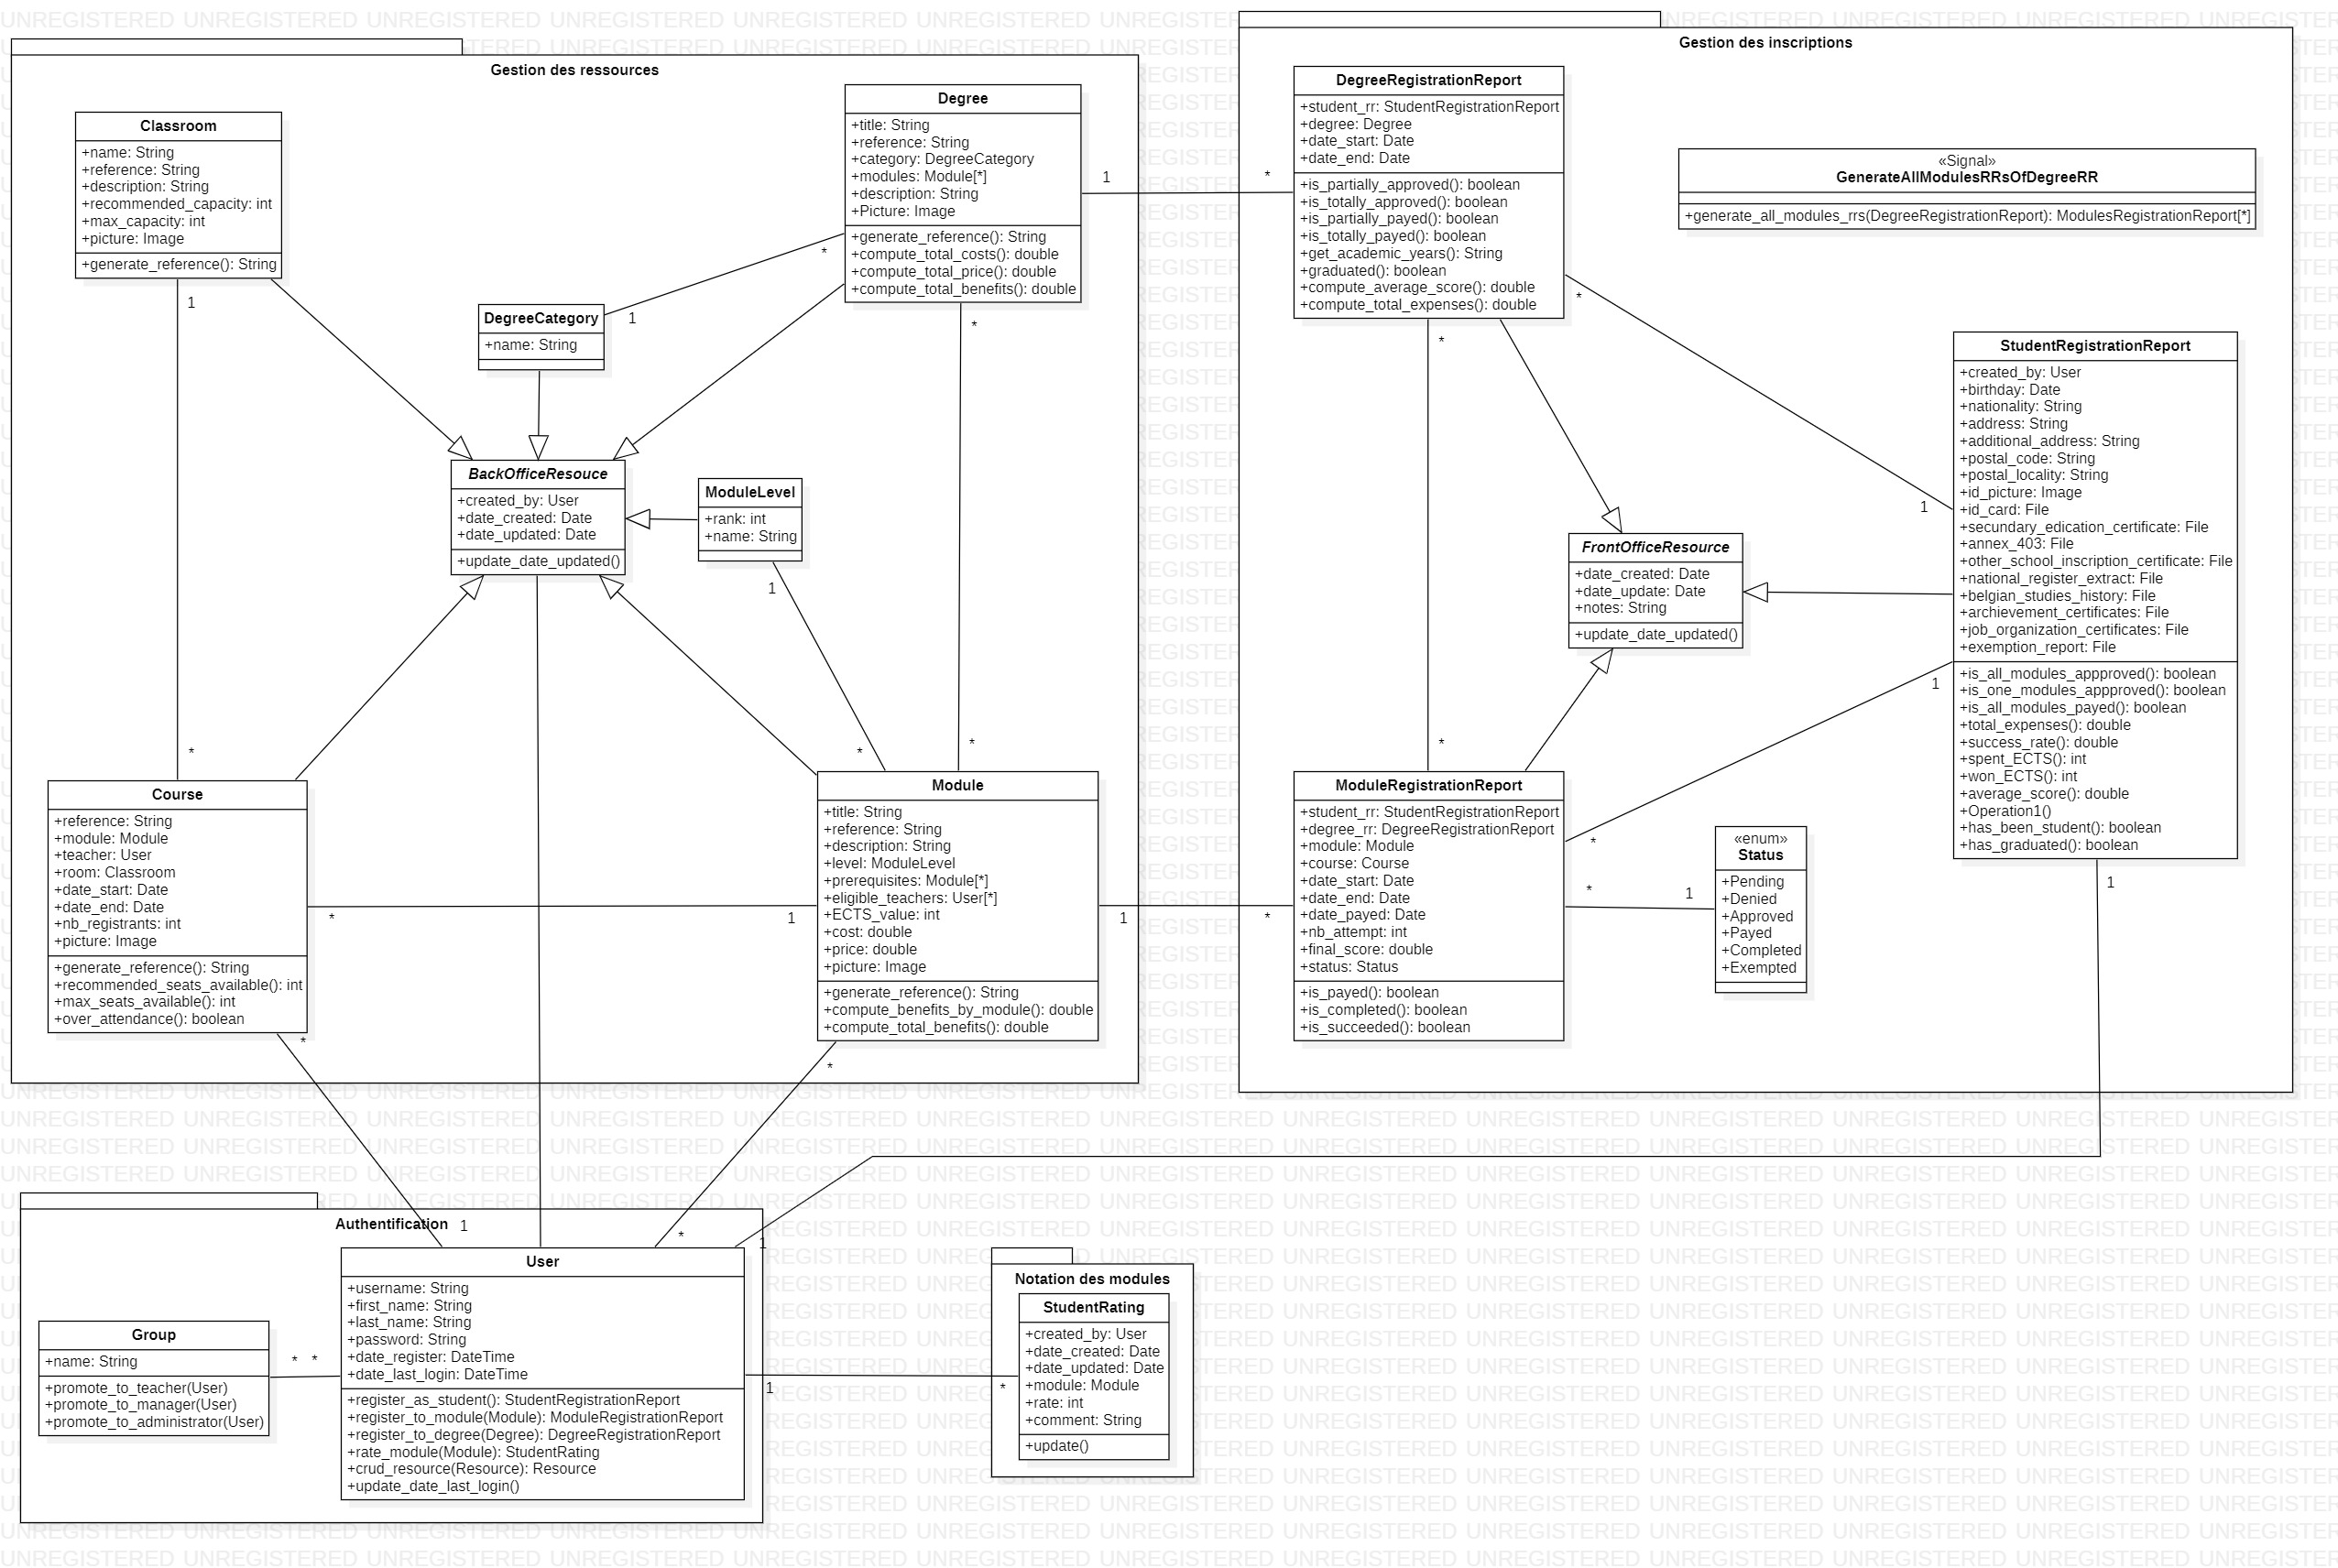 Gestion des ressources
Classroom
+name: String
+reference: String
+description: String
+recommended_capacity: int
+max_capacity: int
+picture: Image
+generate_reference(): String
1
*
Degree
+title: String
+reference: String
+category: DegreeCategory
+modules: Module[*]
+description: String
+Picture: Image
+generate_reference(): String
+compute_total_costs(): double
+compute_total_price(): double
+compute_total_benefits(): double
1
*
*
1
*
*
DegreeCategory
+name: String
BackOfficeResouce
+created_by: User
+date_created: Date
+date_updated: Date
+update_date_updated()
ModuleLevel
+rank: int
+name: String
1
*
Course
+reference: String
+module: Module
+teacher: User
+room: Classroom
+date_start: Date
+date_end: Date
+nb_registrants: int
+picture: Image
+generate_reference(): String
+recommended_seats_available(): int
+max_seats_available(): int
+over_attendance(): boolean
*
1
*
1
Module
+title: String
+reference: String
+description: String
+level: ModuleLevel
+prerequisites: Module[*]
+eligible_teachers: User[*]
+ECTS_value: int
+cost: double
+price: double
+picture: Image
+generate_reference(): String
+compute_benefits_by_module(): double
+compute_total_benefits(): double
1
*
*
*
Gestion des inscriptions
DegreeRegistrationReport
+student_rr: StudentRegistrationReport
+degree: Degree
+date_start: Date
+date_end: Date
+is_partially_approved(): boolean
+is_totally_approved(): boolean
+is_partially_payed(): boolean
+is_totally_payed(): boolean
+get_academic_years(): String
+graduated(): boolean
+compute_average_score(): double
+compute_total_expenses(): double
*
*
*
1
«Signal»
GenerateAllModulesRRsOfDegreeRR
+generate_all_modules_rrs(DegreeRegistrationReport): ModulesRegistrationReport[*]
StudentRegistrationReport
+created_by: User
+birthday: Date
+nationality: String
+address: String
+additional_address: String
+postal_code: String
+postal_locality: String
+id_picture: Image
+id_card: File
+secundary_edication_certificate: File
+annex_403: File
+other_school_inscription_certificate: File
+national_register_extract: File
+belgian_studies_history: File
+archievement_certificates: File
+job_organization_certificates: File
+exemption_report: File
+is_all_modules_appproved(): boolean
+is_one_modules_appproved(): boolean
+is_all_modules_payed(): boolean
+total_expenses(): double
+success_rate(): double
+spent_ECTS(): int
+won_ECTS(): int
+average_score(): double
+Operation1()
+has_been_student(): boolean
+has_graduated(): boolean
1
*
1
1
FrontOfficeResource
+date_created: Date
+date_update: Date
+notes: String
+update_date_updated()
ModuleRegistrationReport
+student_rr: StudentRegistrationReport
+degree_rr: DegreeRegistrationReport
+module: Module
+course: Course
+date_start: Date
+date_end: Date
+date_payed: Date
+nb_attempt: int
+final_score: double
+status: Status
+is_payed(): boolean
+is_completed(): boolean
+is_succeeded(): boolean
*
1
«enum»
Status
+Pending
+Denied
+Approved
+Payed
+Completed
+Exempted
Authentification
Group
+name: String
+promote_to_teacher(User)
+promote_to_manager(User)
+promote_to_administrator(User)
* *
User
+username: String
+first_name: String
+last_name: String
+password: String
+date_register: DateTime
+date_last_login: DateTime
+register_as_student(): StudentRegistrationReport
+register_to_module(Module): ModuleRegistrationReport
+register_to_degree(Degree): DegreeRegistrationReport
+rate_module(Module): StudentRating
+crud_resource(Resource): Resource
+update_date_last_login()
1
*
Notation des modules
StudentRating
+created_by: User
+date_created: Date
+date_updated: Date
+module: Module
+rate: int
+comment: String
+update()
UNREGISTERED